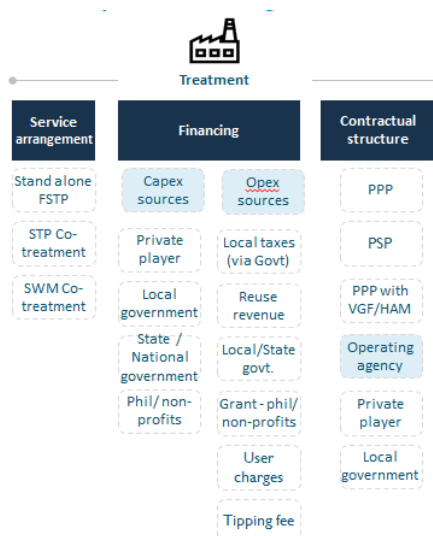 Treatment
Service
arrangement
Financing
Contractual
structure
Stand alone
FSTP
STP Co-
treatment
SWM Co-
treatment
Capex
sources
Private
player
Local
government
State /
National
government
Phil/ non-
profits
Opex
sources
Local taxes
(via Govt)
Reuse
revenue
Local/State
govt.
Grant - phil/
non-profits
User
charges
Tipping fee
PPP
PSP
PPP with
VGF/HAM
Operating
agency
Private
player
Local
government